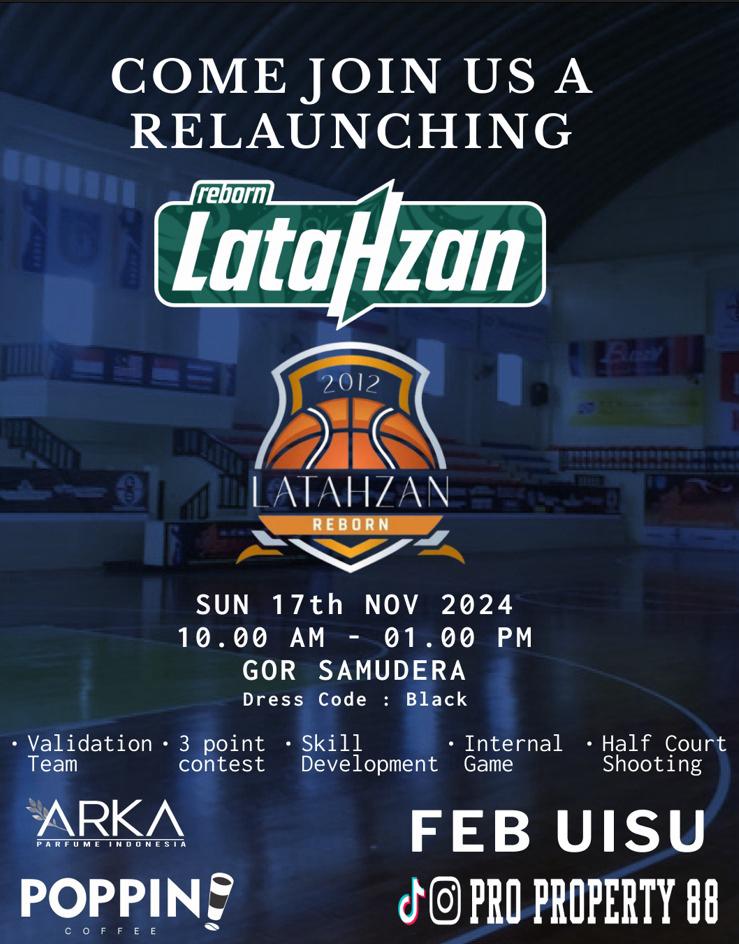 COME JOIN US A
RELAUNCHING
reborn
LataHzan
2012
LATAHZAN
REBORN
SUN 17th NOV 2024
10.00 AM - 01.00 PM
GOR SAMUDERA
Dress Code : Black
• Validation Team
• 3 point contest
• Skill Development
• Internal Game
• Half Court Shooting
ARKA
PARFUME INDONESIA
FEB UISU
POPPIN!
COFFEE
PRO PROPERTY 88